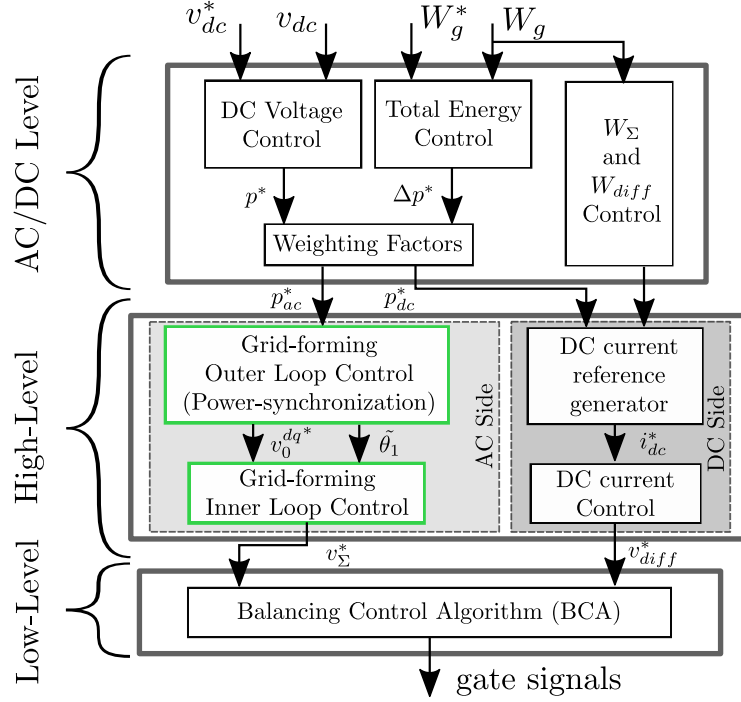 v*dc
vdc
W*g
Wg
AC/DC Level
DC Voltage
Control
Total Energy
Control
WΣ
and
Wdiff
Control
p*
Δp*
Weighting Factors
p*ac
p*dc
High-Level
Grid-forming
Outer Loop Control
(Power-synchronization)
AC Side
DC current
reference
generator
DC Side
v0dq*
θ̃1
i*dc
Grid-forming
Inner Loop Control
DC current
Control
v*Σ
v*diff
Low-Level
Balancing Control Algorithm (BCA)
gate signals